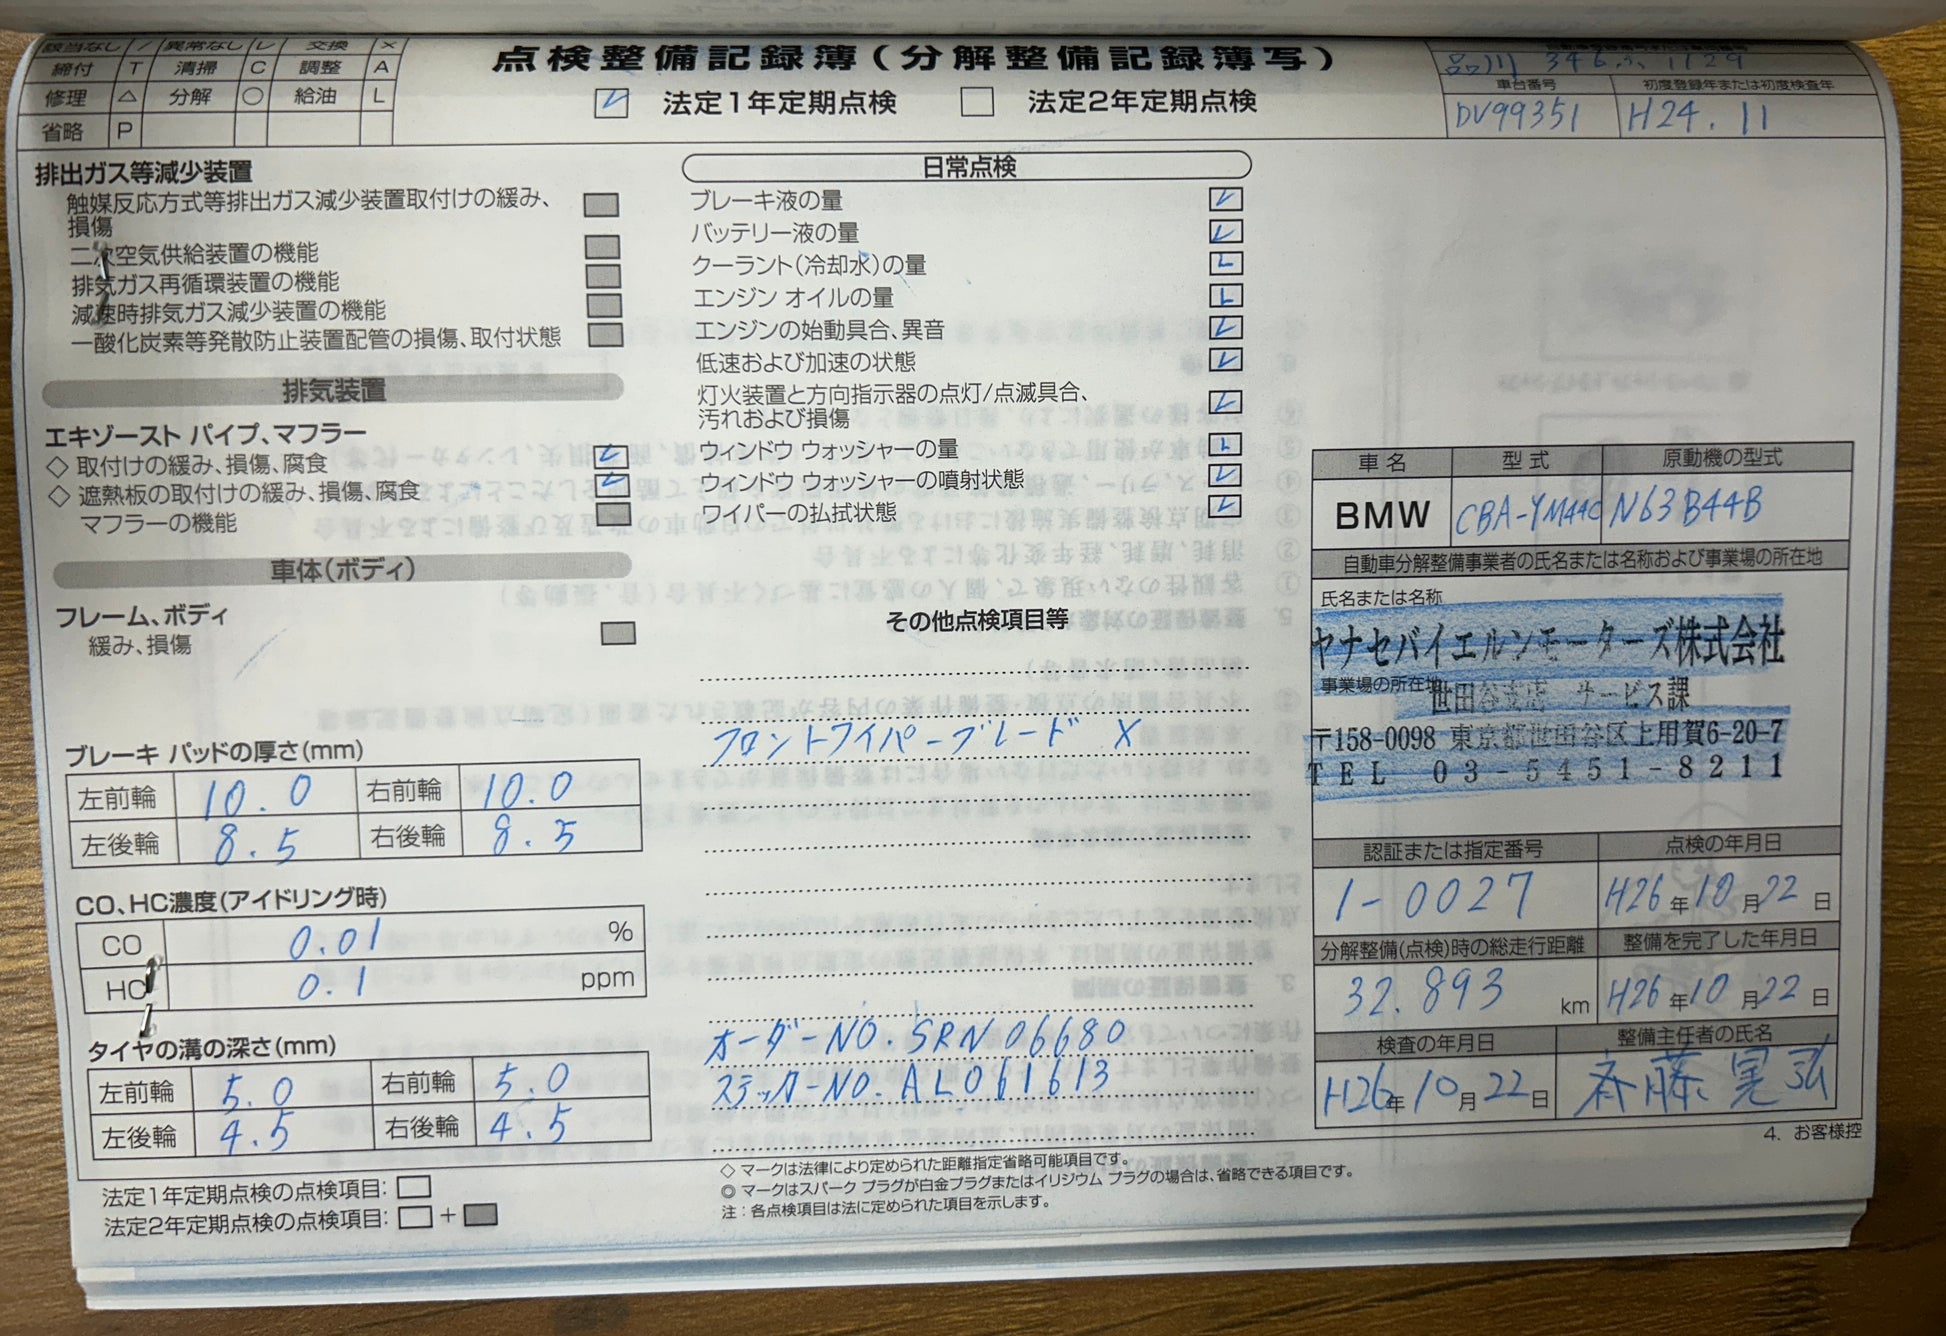 該当なし / 異常なし レ 交換 ×
締付 T 清掃 C 調整 A
修理 △ 分解 ○ 給油 L
省略 P
点検整備記録簿(分解整備記録簿写)
法定1年定期点検 法定2年定期点検
品川 346 ろ 1129
車台番号 初度登録年または初度検査年
DV99351 H24.11
排出ガス等減少装置
触媒反応方式等排出ガス減少装置取付けの緩み、
損傷
二次空気供給装置の機能
排気ガス再循環装置の機能
減速時排気ガス減少装置の機能
一酸化炭素等発散防止装置配管の損傷、取付状態
排気装置
エキゾースト パイプ、マフラー
◇ 取付けの緩み、損傷、腐食
◇ 遮熱板の取付けの緩み、損傷、腐食
マフラーの機能
車体(ボディ)
フレーム、ボディ
緩み、損傷
ブレーキ パッドの厚さ(mm)
左前輪 10.0 右前輪 10.0
左後輪 8.5 右後輪 8.5
CO、HC濃度(アイドリング時)
CO 0.01 %
HC 0.1 ppm
タイヤの溝の深さ(mm)
左前輪 5.0 右前輪 5.0
左後輪 4.5 右後輪 4.5
法定1年定期点検の点検項目:
法定2年定期点検の点検項目: +
日常点検
ブレーキ液の量
バッテリー液の量
クーラント(冷却水)の量
エンジン オイルの量
エンジンの始動具合、異音
低速および加速の状態
灯火装置と方向指示器の点灯/点滅具合、
汚れおよび損傷
ウィンドウ ウォッシャーの量
ウィンドウ ウォッシャーの噴射状態
ワイパーの払拭状態
その他点検項目等
フロントワイパーブレード ×
オーダーNO. SRN06680
ステッカーNO. AL061613
◇ マークは法律により定められた距離指定省略可能項目です。
◎ マークはスパーク プラグが白金プラグまたはイリジウム プラグの場合は、省略できる項目です。
注：各点検項目は法に定められた項目を示します。
車名 型式 原動機の型式
BMW CBA-YM44C N63B44B
自動車分解整備事業者の氏名または名称および事業場の所在地
氏名または名称
ヤナセバイエルンモーターズ株式会社
事業場の所在地
世田谷支店 サービス課
〒158-0098 東京都世田谷区上用賀6-20-7
TEL 03-5451-8211
認証または指定番号 点検の年月日
1-0027 H26年10月22日
分解整備(点検)時の総走行距離 整備を完了した年月日
32.893 km H26年10月22日
検査の年月日 整備主任者の氏名
H26年10月22日 斉藤
4. お客様控